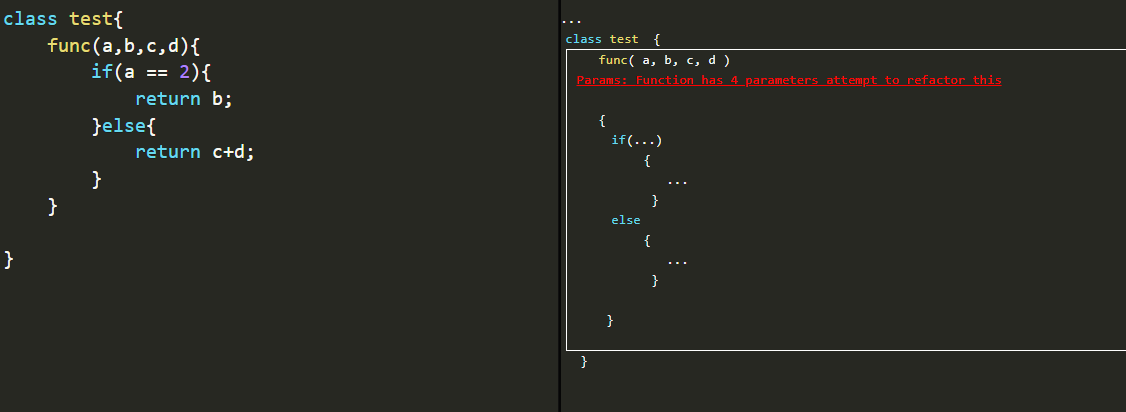 class test{
func(a,b,c,d){
if(a == 2){
return b;
}else{
return c+d;
}
}
}
...
class test {
func( a, b, c, d )
Params: Function has 4 parameters attempt to refactor this
{
if(...)
{
...
}
else
{
...
}
}
}